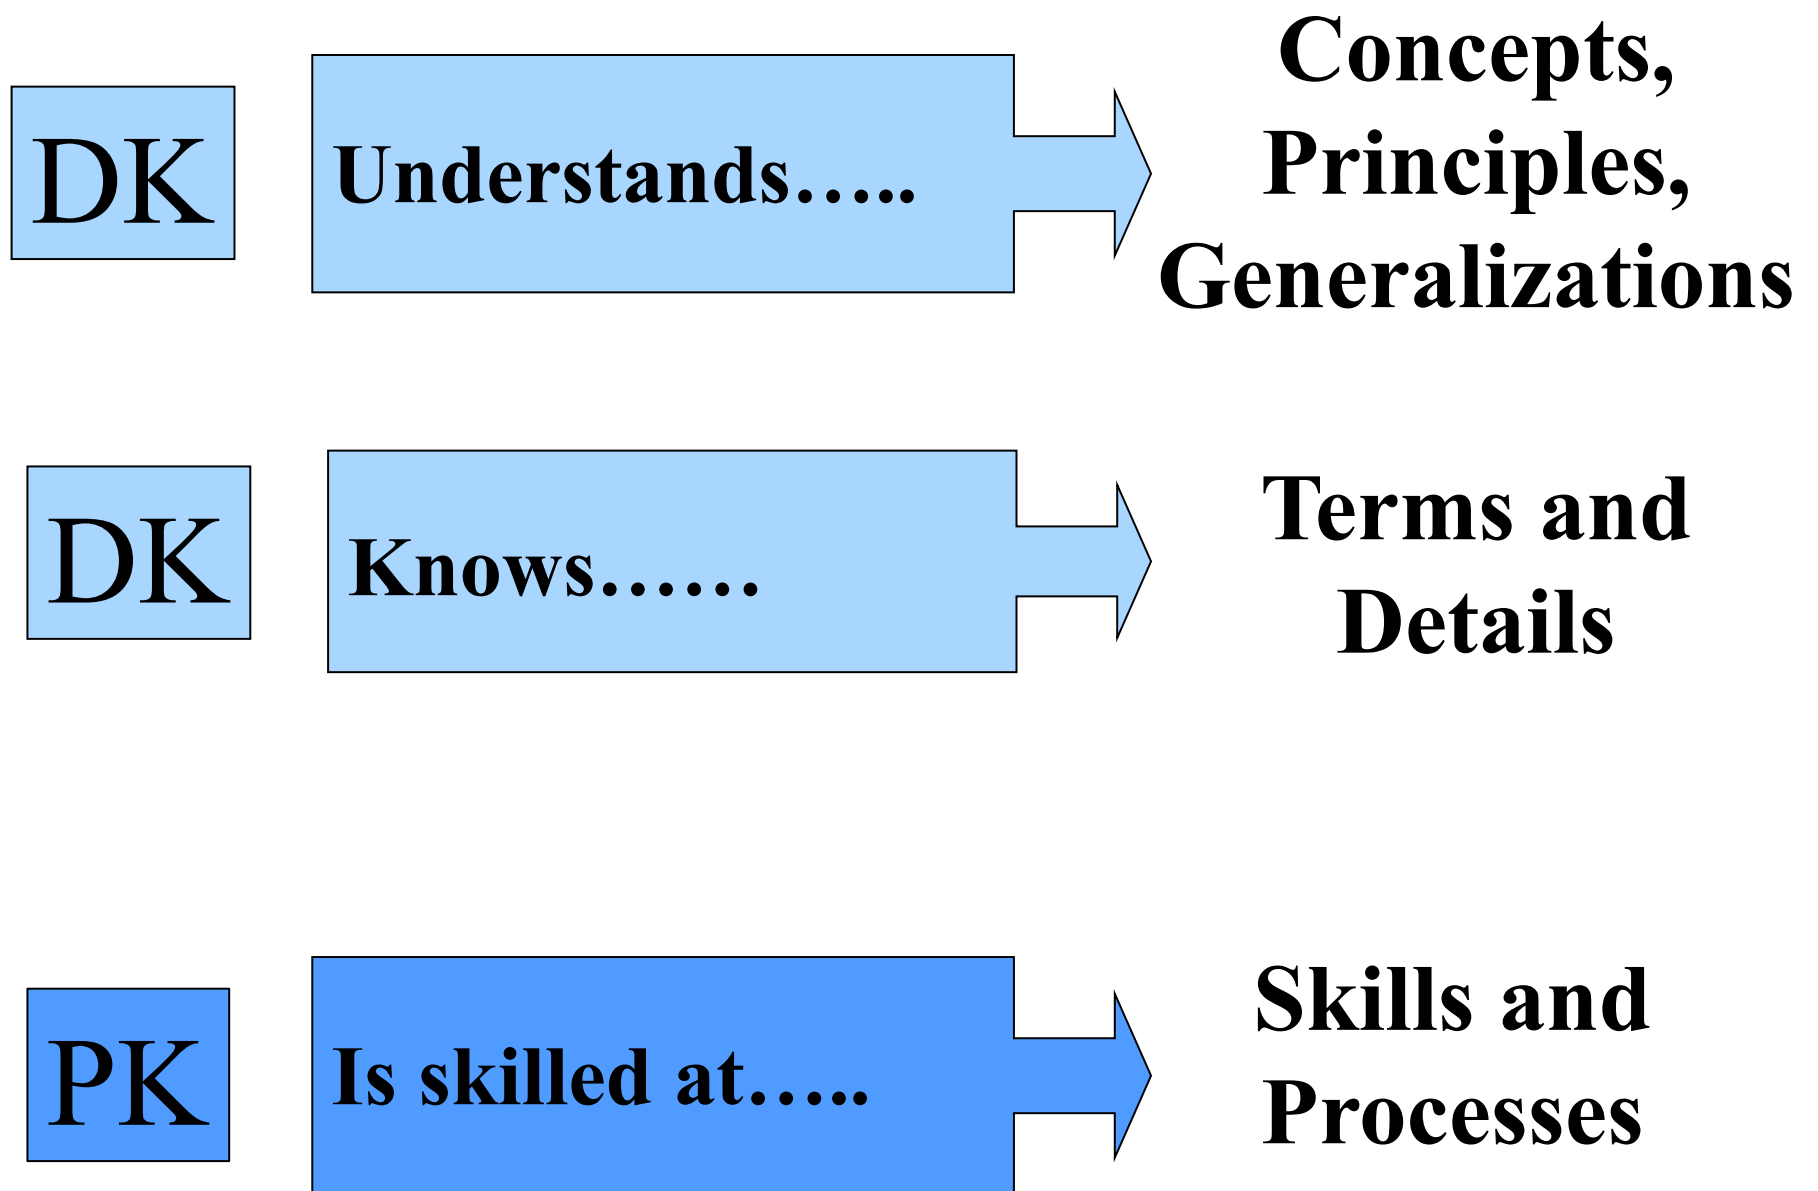 DK
Understands…..
Concepts,
Principles,
Generalizations
DK
Knows……
Terms and
Details
PK
Is skilled at…..
Skills and
Processes